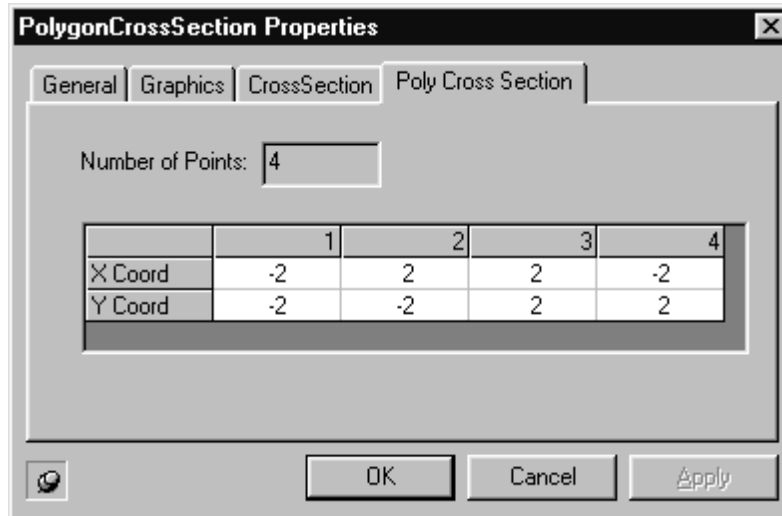 PolygonCrossSection Properties
General Graphics CrossSection Poly Cross Section
Number of Points: 4
1 2 3 4
X Coord -2 2 2 -2
Y Coord -2 -2 2 2
OK Cancel Apply